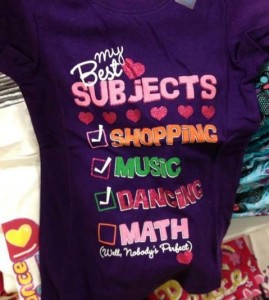 my
Best
SUBJECTS
SHOPPING
MUSIC
DANCING
MATH
(Well, Nobody's Perfect)